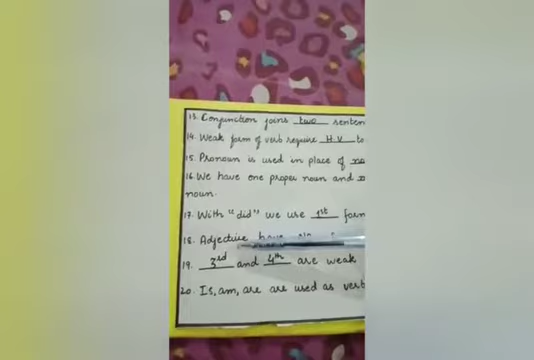 13. Conjunction joins two senten
14. Weak form of verb require H.V to
15. Pronoun is used in place of
16. We have one proper noun and
noun.
17. With "did" we use 1st form
18. Adjective have
19. 3rd and 4th are weak
20. Is, am, are are used as verb